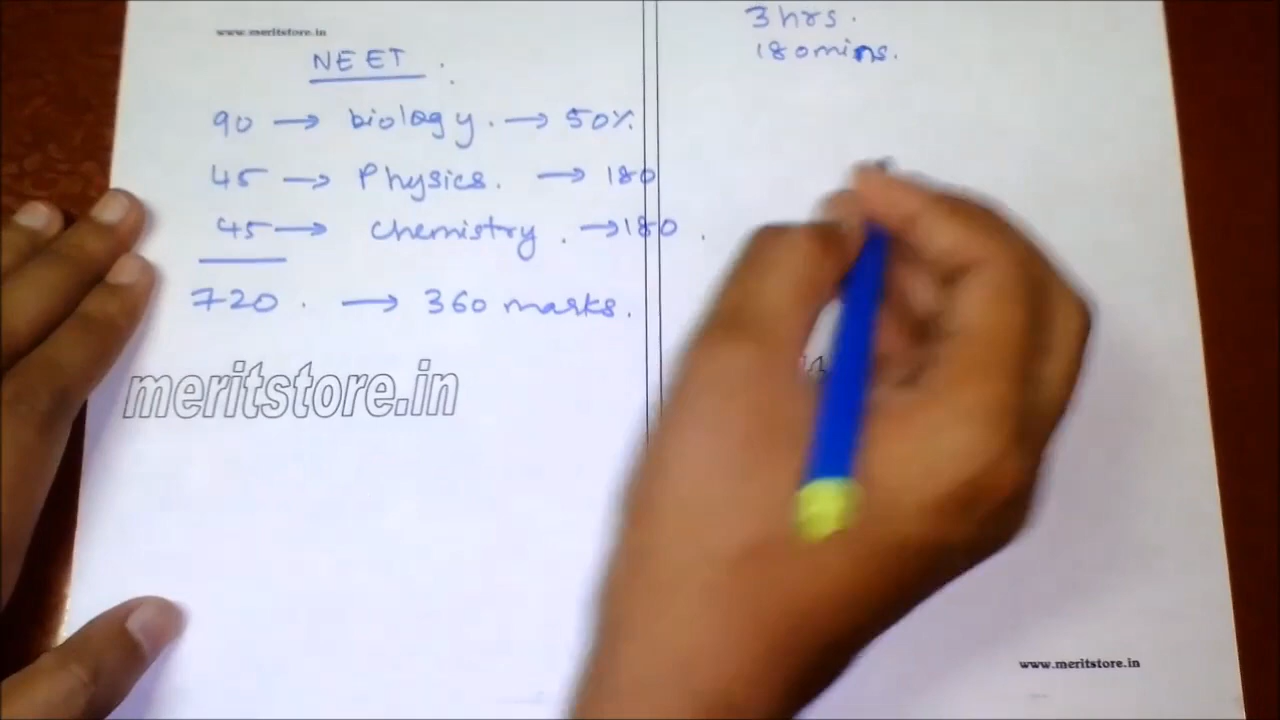 www.meritstore.in
NEET .
90 → biology . → 50%
45 → Physics. → 180
45 → chemistry . → 180 .
720 . → 360 marks.
meritstore.in
3 hrs .
180 mins.
www.meritstore.in